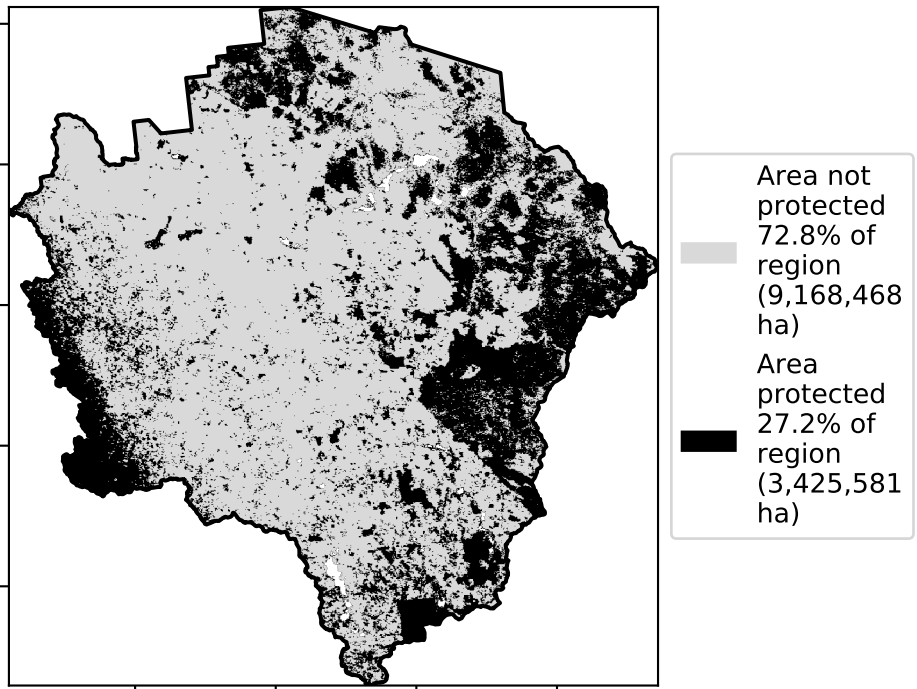 Area not
protected
72.8% of
region
(9,168,468
ha)
Area
protected
27.2% of
region
(3,425,581
ha)